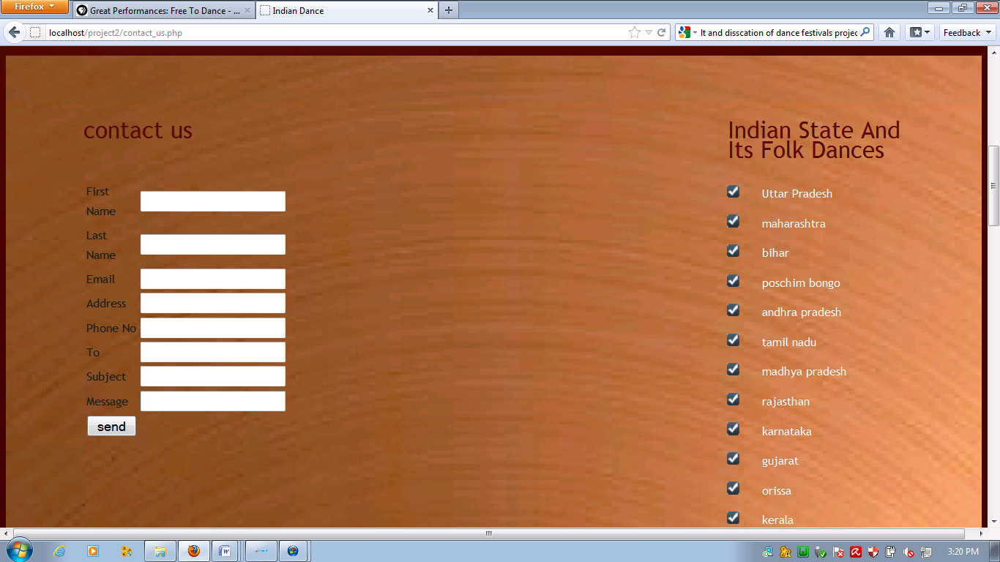 Firefox
Great Performances: Free To Dance - ...
Indian Dance
localhost/project2/contact_us.php
It and disscation of dance festivals projec
Feedback
contact us
Indian State And
Its Folk Dances
First
Name
Last
Name
Email
Address
Phone No
To
Subject
Message
send
Uttar Pradesh
maharashtra
bihar
poschim bongo
andhra pradesh
tamil nadu
madhya pradesh
rajasthan
karnataka
gujarat
orissa
kerala
3:20 PM